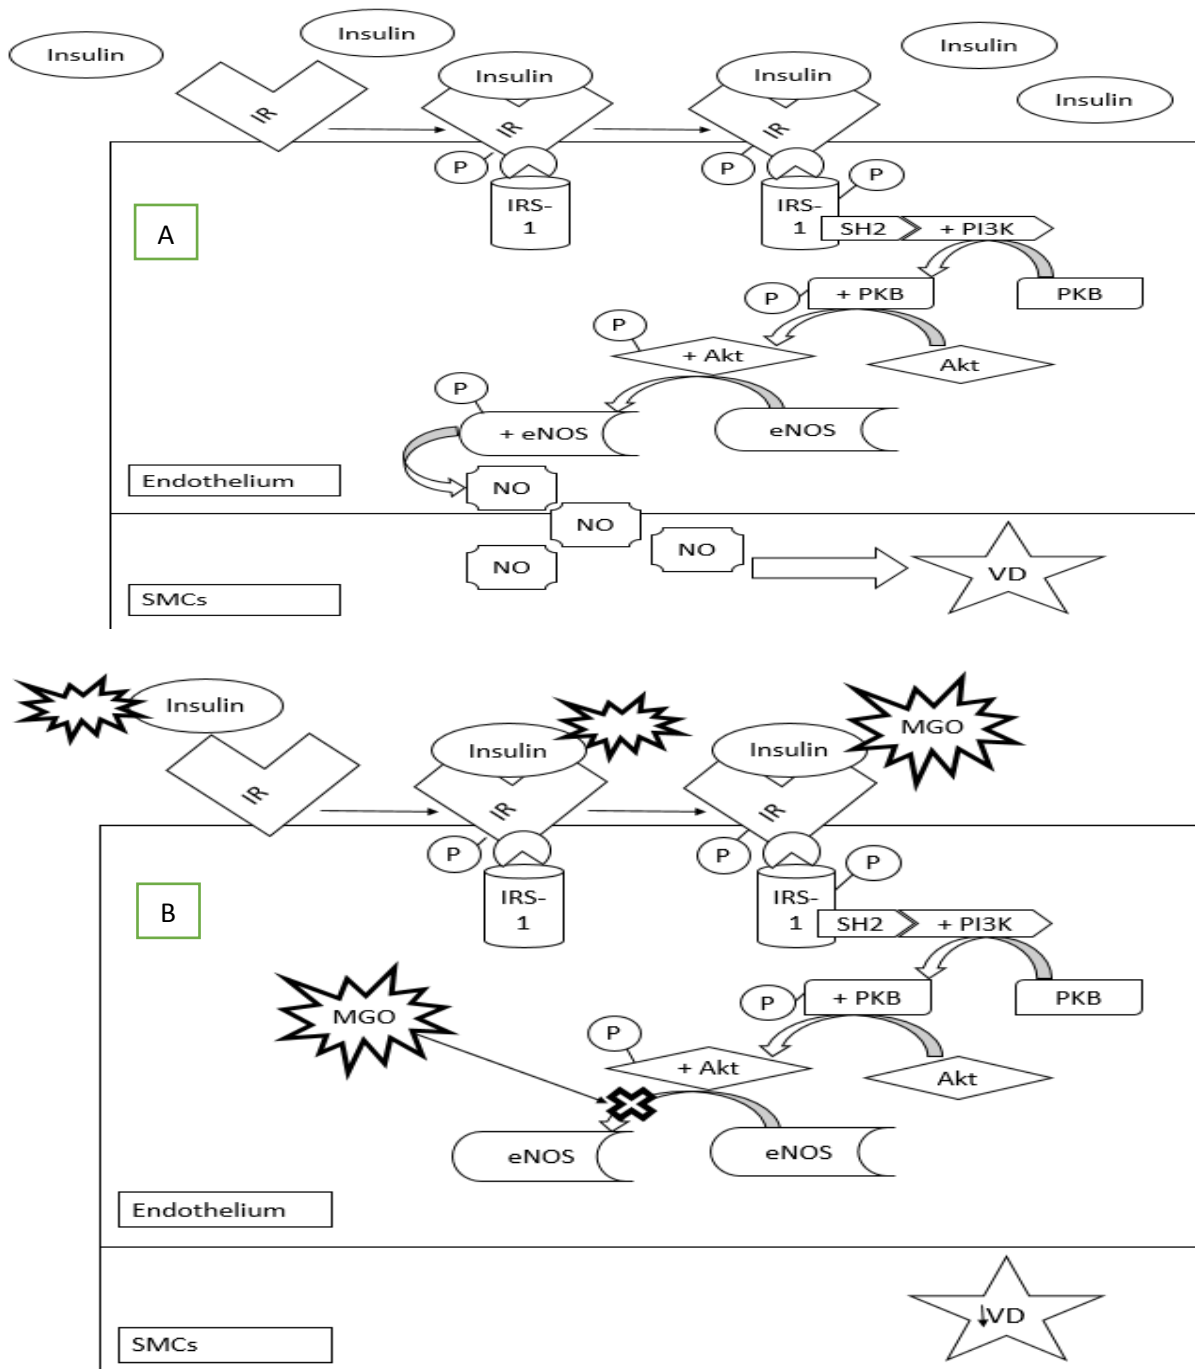 Insulin
Insulin
Insulin
Insulin
Insulin
Insulin
IR
IR
IR
P
P
P
IRS-
1
IRS-
1
SH2
+ PI3K
A
P
+ PKB
PKB
P
+ Akt
Akt
P
+ eNOS
eNOS
Endothelium
NO
NO
NO
NO
VD
SMCs
Insulin
Insulin
Insulin
MGO
IR
IR
IR
P
P
P
IRS-
1
IRS-
1
SH2
+ PI3K
B
P
+ PKB
PKB
MGO
P
+ Akt
Akt
eNOS
eNOS
Endothelium
↓VD
SMCs